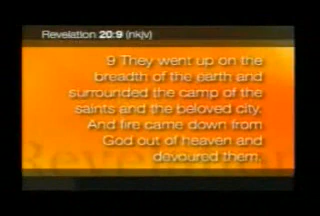 Revelation 20:9 (nkjv)
9 They went up on the
breadth of the earth and
surrounded the camp of the
saints and the beloved city.
And fire came down from
God out of heaven and
devoured them.
Revelation